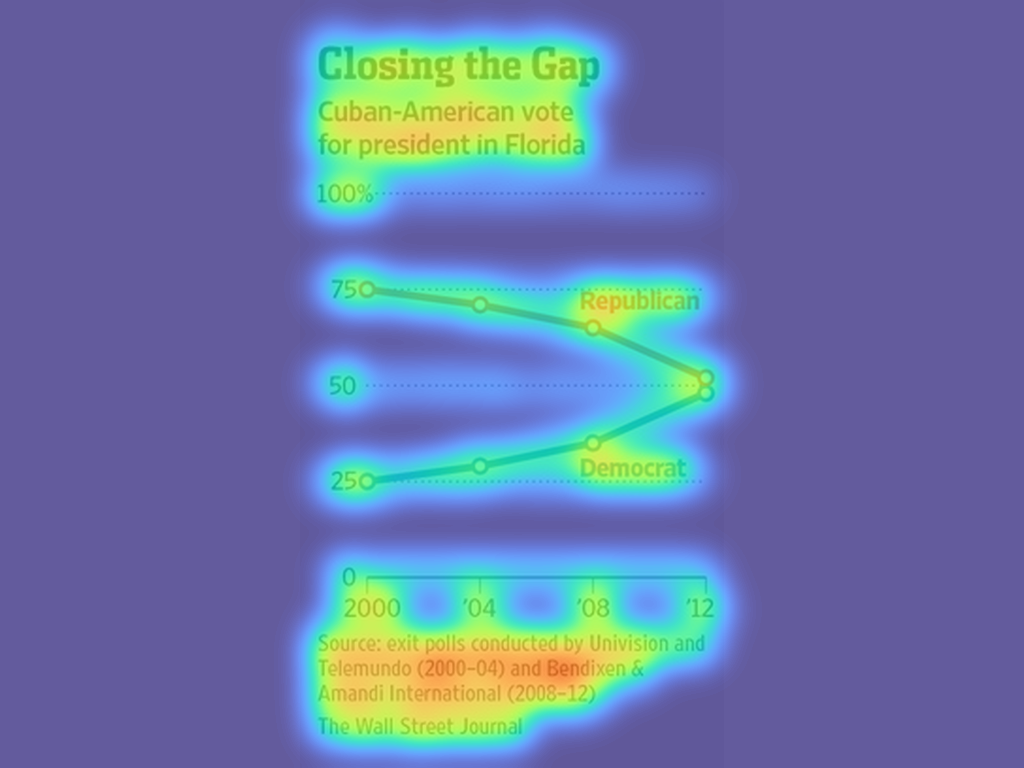 Closing the Gap
Cuban-American vote
for president in Florida
100%
75
Republican
50
25
Democrat
0
2000 '04 '08 '12
Source: exit polls conducted by Univision and
Telemundo (2000–04) and Bendixen &
Amandi International (2008–12)
The Wall Street Journal